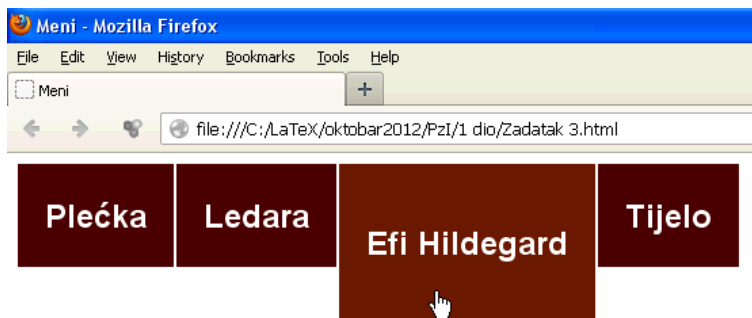 Meni - Mozilla Firefox
File Edit View History Bookmarks Tools Help
Meni +
file:///C:/LaTeX/oktobar2012/PzI/1 dio/Zadatak 3.html
Plećka Ledara Efi Hildegard Tijelo